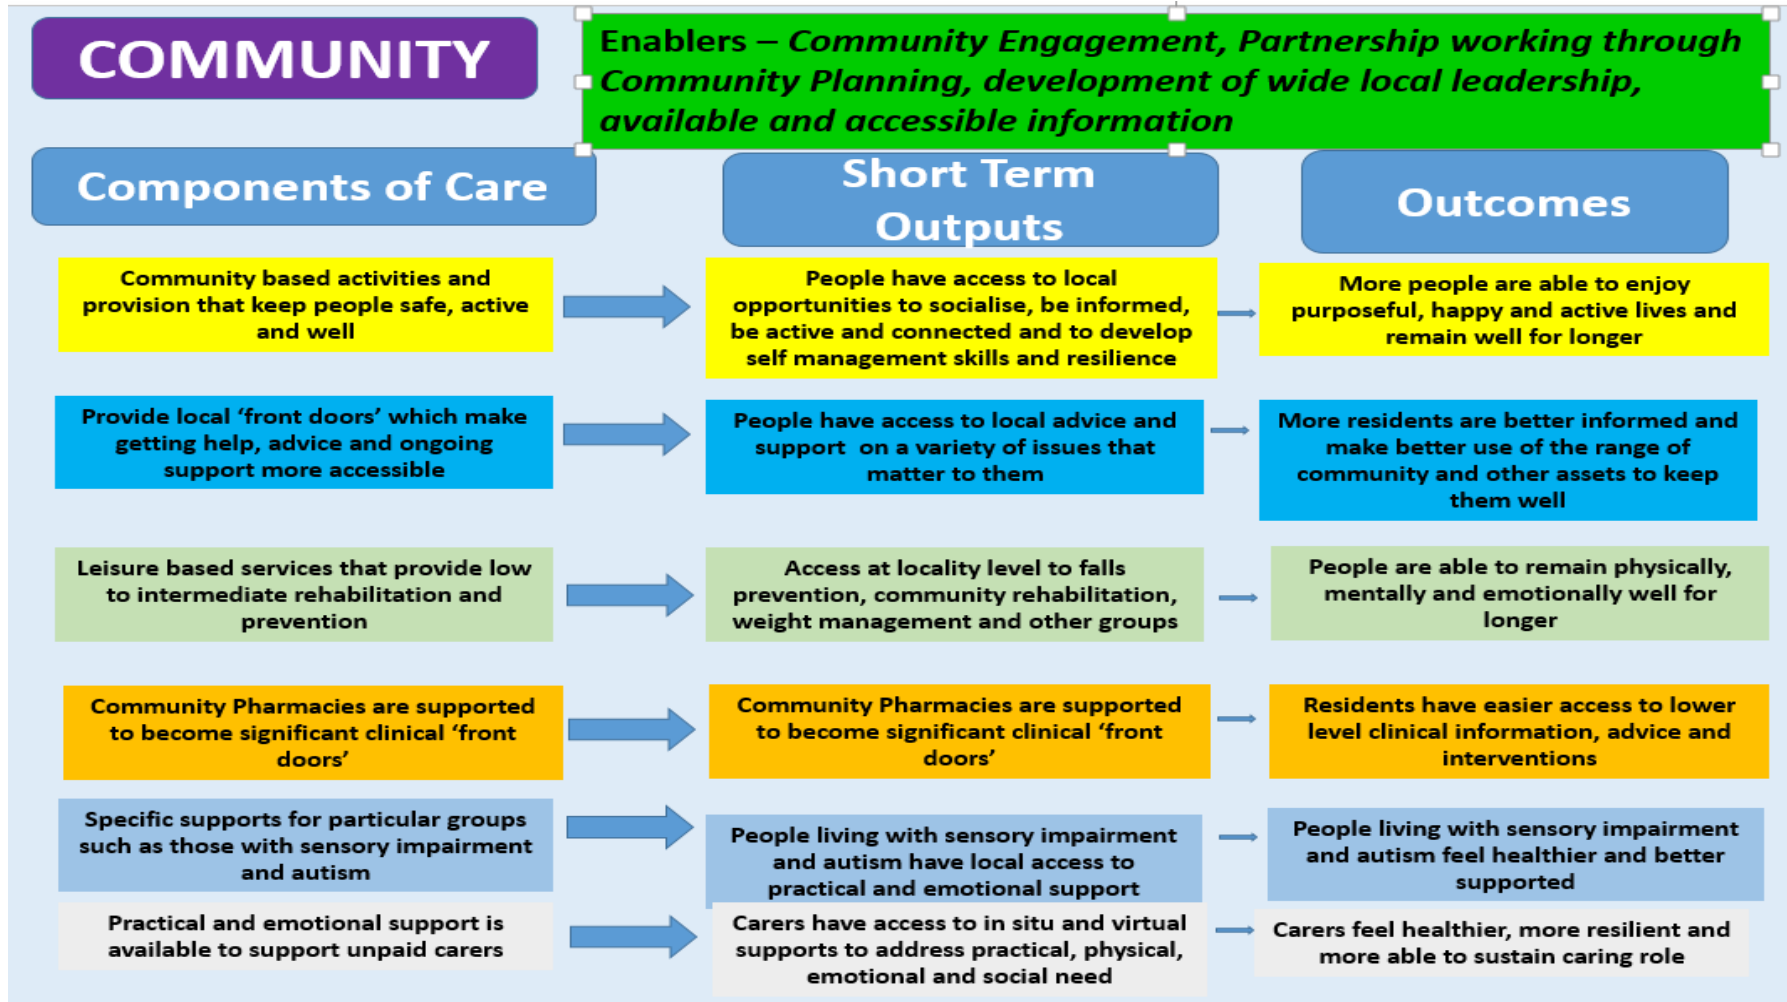 COMMUNITY
Enablers – Community Engagement, Partnership working through
Community Planning, development of wide local leadership,
available and accessible information
Components of Care
Short Term
Outputs
Outcomes
Community based activities and
provision that keep people safe, active
and well
People have access to local
opportunities to socialise, be informed,
be active and connected and to develop
self management skills and resilience
More people are able to enjoy
purposeful, happy and active lives and
remain well for longer
Provide local ‘front doors’ which make
getting help, advice and ongoing
support more accessible
People have access to local advice and
support on a variety of issues that
matter to them
More residents are better informed and
make better use of the range of
community and other assets to keep
them well
Leisure based services that provide low
to intermediate rehabilitation and
prevention
Access at locality level to falls
prevention, community rehabilitation,
weight management and other groups
People are able to remain physically,
mentally and emotionally well for
longer
Community Pharmacies are supported
to become significant clinical ‘front
doors’
Community Pharmacies are supported
to become significant clinical ‘front
doors’
Residents have easier access to lower
level clinical information, advice and
interventions
Specific supports for particular groups
such as those with sensory impairment
and autism
People living with sensory impairment
and autism have local access to
practical and emotional support
People living with sensory impairment
and autism feel healthier and better
supported
Practical and emotional support is
available to support unpaid carers
Carers have access to in situ and virtual
supports to address practical, physical,
emotional and social need
Carers feel healthier, more resilient and
more able to sustain caring role